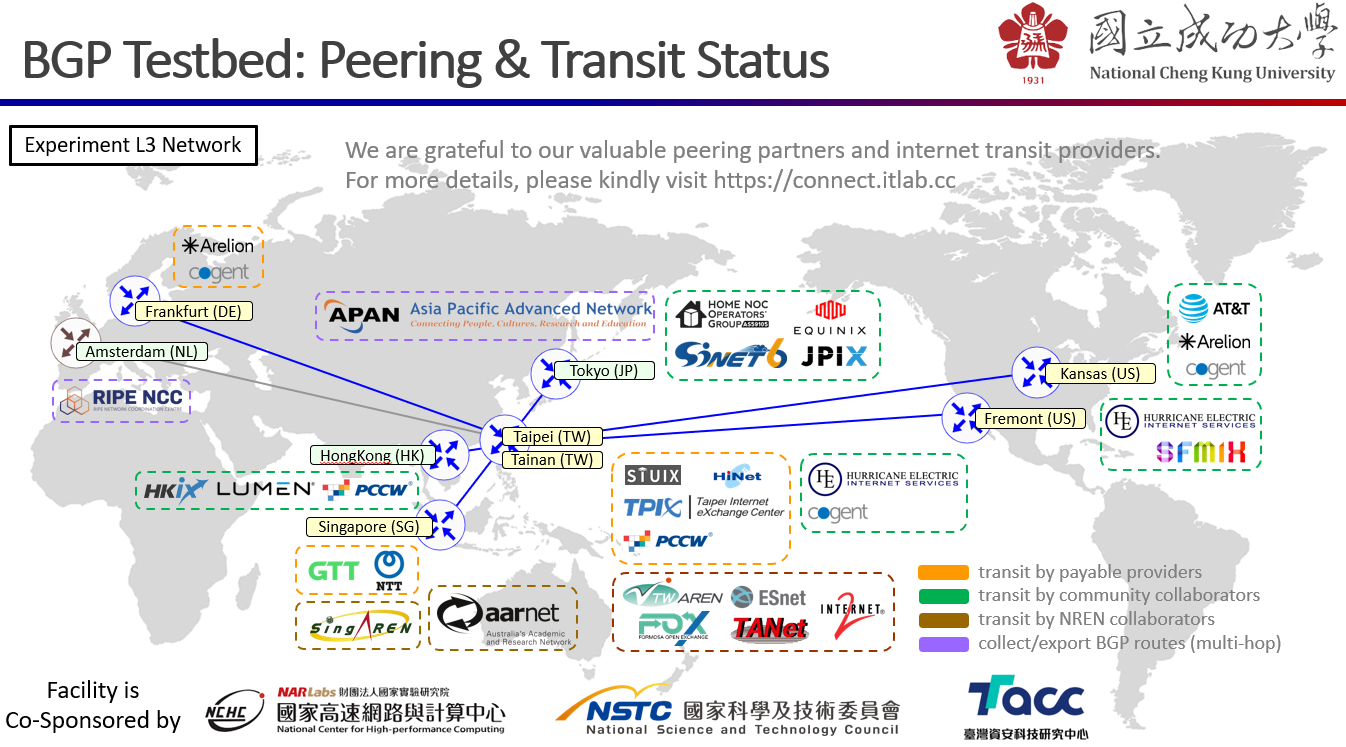 BGP Testbed: Peering & Transit Status
1931
國立成功大學
National Cheng Kung University
Experiment L3 Network
We are grateful to our valuable peering partners and internet transit providers.
For more details, please kindly visit https://connect.itlab.cc
Arelion
cogent
Frankfurt (DE)
Amsterdam (NL)
RIPE NCC
RIPE NETWORK COORDINATION CENTRE
APAN
Asia Pacific Advanced Network
Connecting People, Cultures, Research and Education
HOME NOC
OPERATORS'
GROUP AS59105
EQUINIX
SINET6
JPIX
Tokyo (JP)
AT&T
Arelion
cogent
Kansas (US)
Fremont (US)
HE HURRICANE ELECTRIC
INTERNET SERVICES
SFMIX
Taipei (TW)
Tainan (TW)
HongKong (HK)
HKIX LUMEN® PCCW®
Singapore (SG)
STUIX HiNet
TPIX Taipei Internet
eXchange Center
PCCW®
HE HURRICANE ELECTRIC
INTERNET SERVICES
cogent
GTT NTT
SingAREN
aarnet
Australia's Academic
and Research Network
TWAREN ESnet
INTERNET®
2
FOX
FORMOSA OPEN EXCHANGE
TANet
transit by payable providers
transit by community collaborators
transit by NREN collaborators
collect/export BGP routes (multi-hop)
Facility is
Co-Sponsored by
NCHC
NARLabs 財團法人國家實驗研究院
國家高速網路與計算中心
National Center for High-performance Computing
NSTC 國家科學及技術委員會
National Science and Technology Council
Tacc
臺灣資安科技研究中心